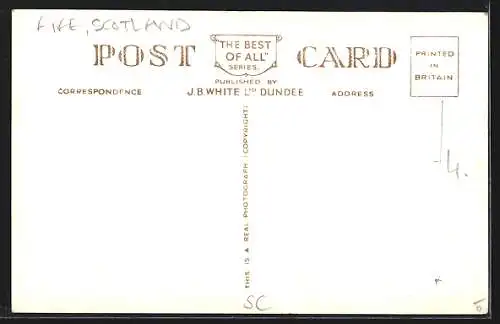 FIFE, SCOTLAND
POST CARD
"THE BEST
OF ALL"
SERIES.
PRINTED
IN
BRITAIN
PUBLISHED BY
J.B. WHITE LTD DUNDEE
CORRESPONDENCE
ADDRESS
THIS IS A REAL PHOTOGRAPH (COPYRIGHT)
4.
SC